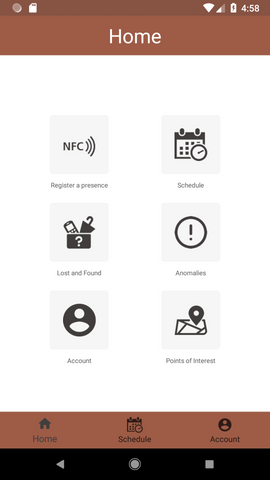 4:58
Home
NFC
Register a presence
Schedule
?
!
Lost and Found
Anomalies
Account
Points of Interest
Home
Schedule
Account